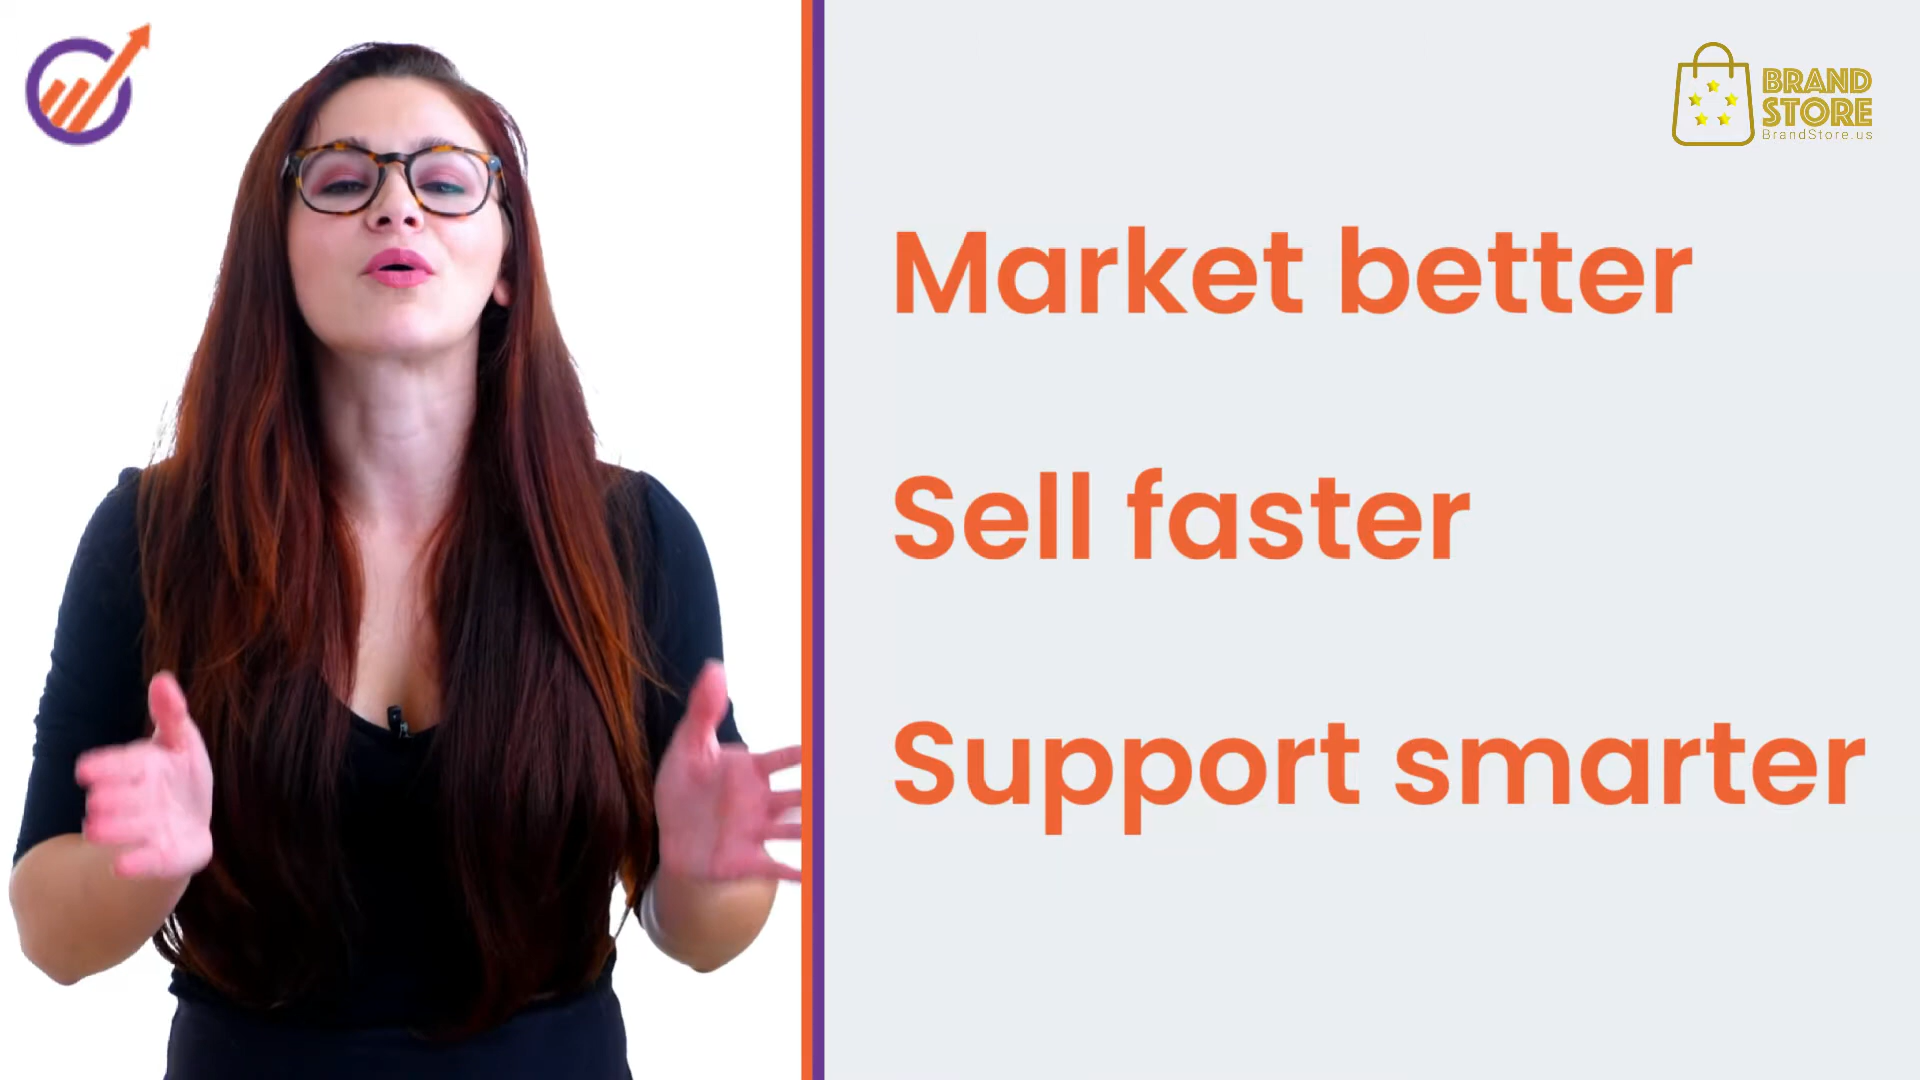 BRAND
STORE
BrandStore.us
Market better
Sell faster
Support smarter